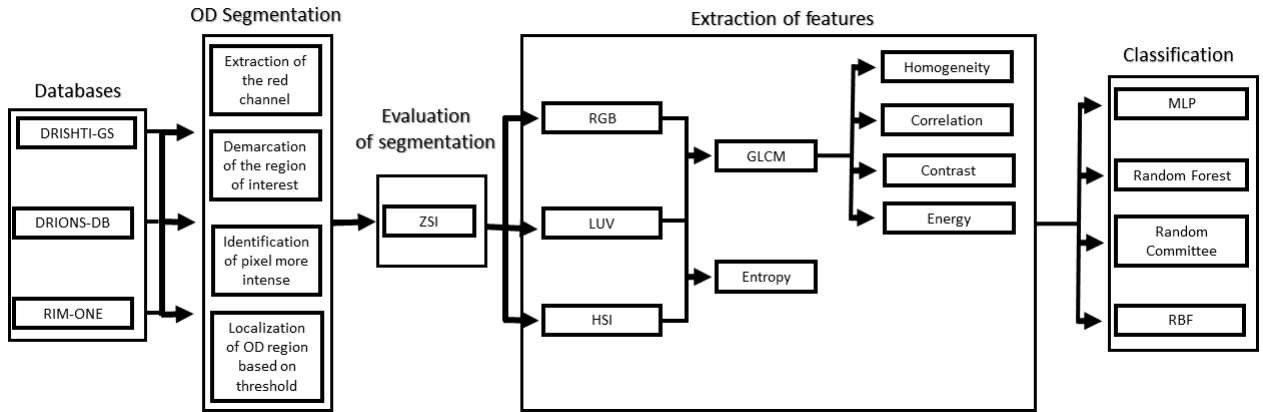 Databases
DRISHTI-GS
DRIONS-DB
RIM-ONE
OD Segmentation
Extraction of
the red
channel
Demarcation of
the region
of interest
Identification
of pixel more
intense
Localization
of OD region
based on
threshold
Evaluation
of segmentation
ZSI
Extraction of features
RGB
LUV
HSI
GLCM
Entropy
Homogeneity
Correlation
Contrast
Energy
Classification
MLP
Random Forest
Random
Committee
RBF